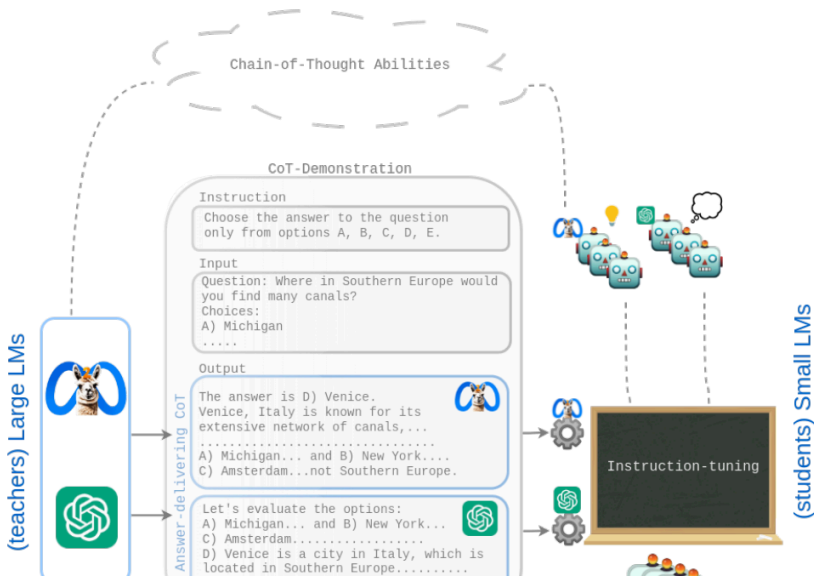 Chain-of-Thought Abilities
CoT-Demonstration
Instruction
Choose the answer to the question
only from options A, B, C, D, E.
Input
Question: Where in Southern Europe would
you find many canals?
Choices:
A) Michigan
.....
Output
The answer is D) Venice.
Venice, Italy is known for its
extensive network of canals,...
................................
A) Michigan... and B) New York....
C) Amsterdam...not Southern Europe.
Let's evaluate the options:
A) Michigan... and B) New York...
C) Amsterdam..................
D) Venice is a city in Italy, which is
located in Southern Europe..........
Answer-delivering CoT
(teachers) Large LMs
Instruction-tuning
(students) Small LMs